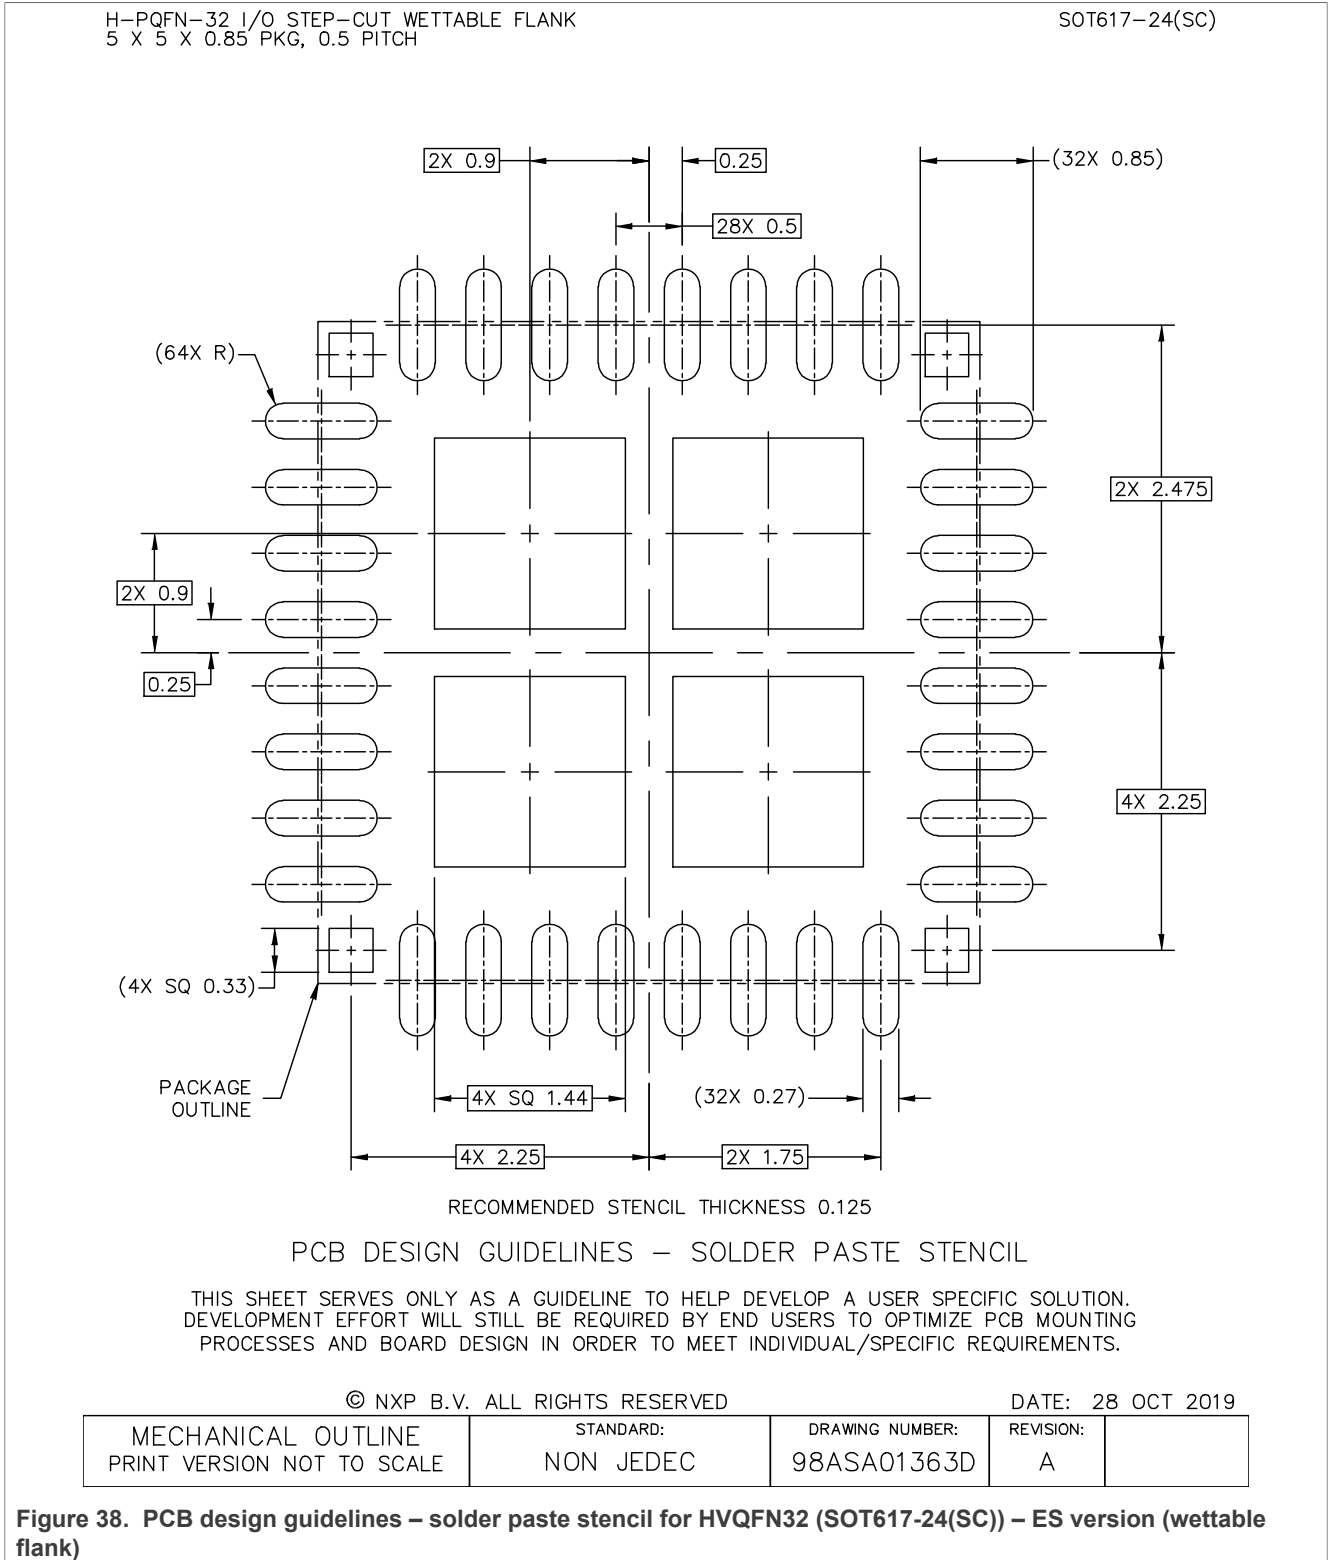 H-PQFN-32 I/O STEP-CUT WETTABLE FLANK
5 X 5 X 0.85 PKG, 0.5 PITCH
SOT617-24(SC)
2X 0.9
0.25
(32X 0.85)
28X 0.5
(64X R)
2X 2.475
2X 0.9
0.25
4X 2.25
(4X SQ 0.33)
PACKAGE
OUTLINE
4X SQ 1.44
(32X 0.27)
4X 2.25
2X 1.75
RECOMMENDED STENCIL THICKNESS 0.125
PCB DESIGN GUIDELINES – SOLDER PASTE STENCIL
THIS SHEET SERVES ONLY AS A GUIDELINE TO HELP DEVELOP A USER SPECIFIC SOLUTION.
DEVELOPMENT EFFORT WILL STILL BE REQUIRED BY END USERS TO OPTIMIZE PCB MOUNTING
PROCESSES AND BOARD DESIGN IN ORDER TO MEET INDIVIDUAL/SPECIFIC REQUIREMENTS.
© NXP B.V. ALL RIGHTS RESERVED
DATE: 28 OCT 2019
MECHANICAL OUTLINE
PRINT VERSION NOT TO SCALE
STANDARD:
NON JEDEC
DRAWING NUMBER:
98ASA01363D
REVISION:
A
Figure 38. PCB design guidelines – solder paste stencil for HVQFN32 (SOT617-24(SC)) – ES version (wettable
flank)